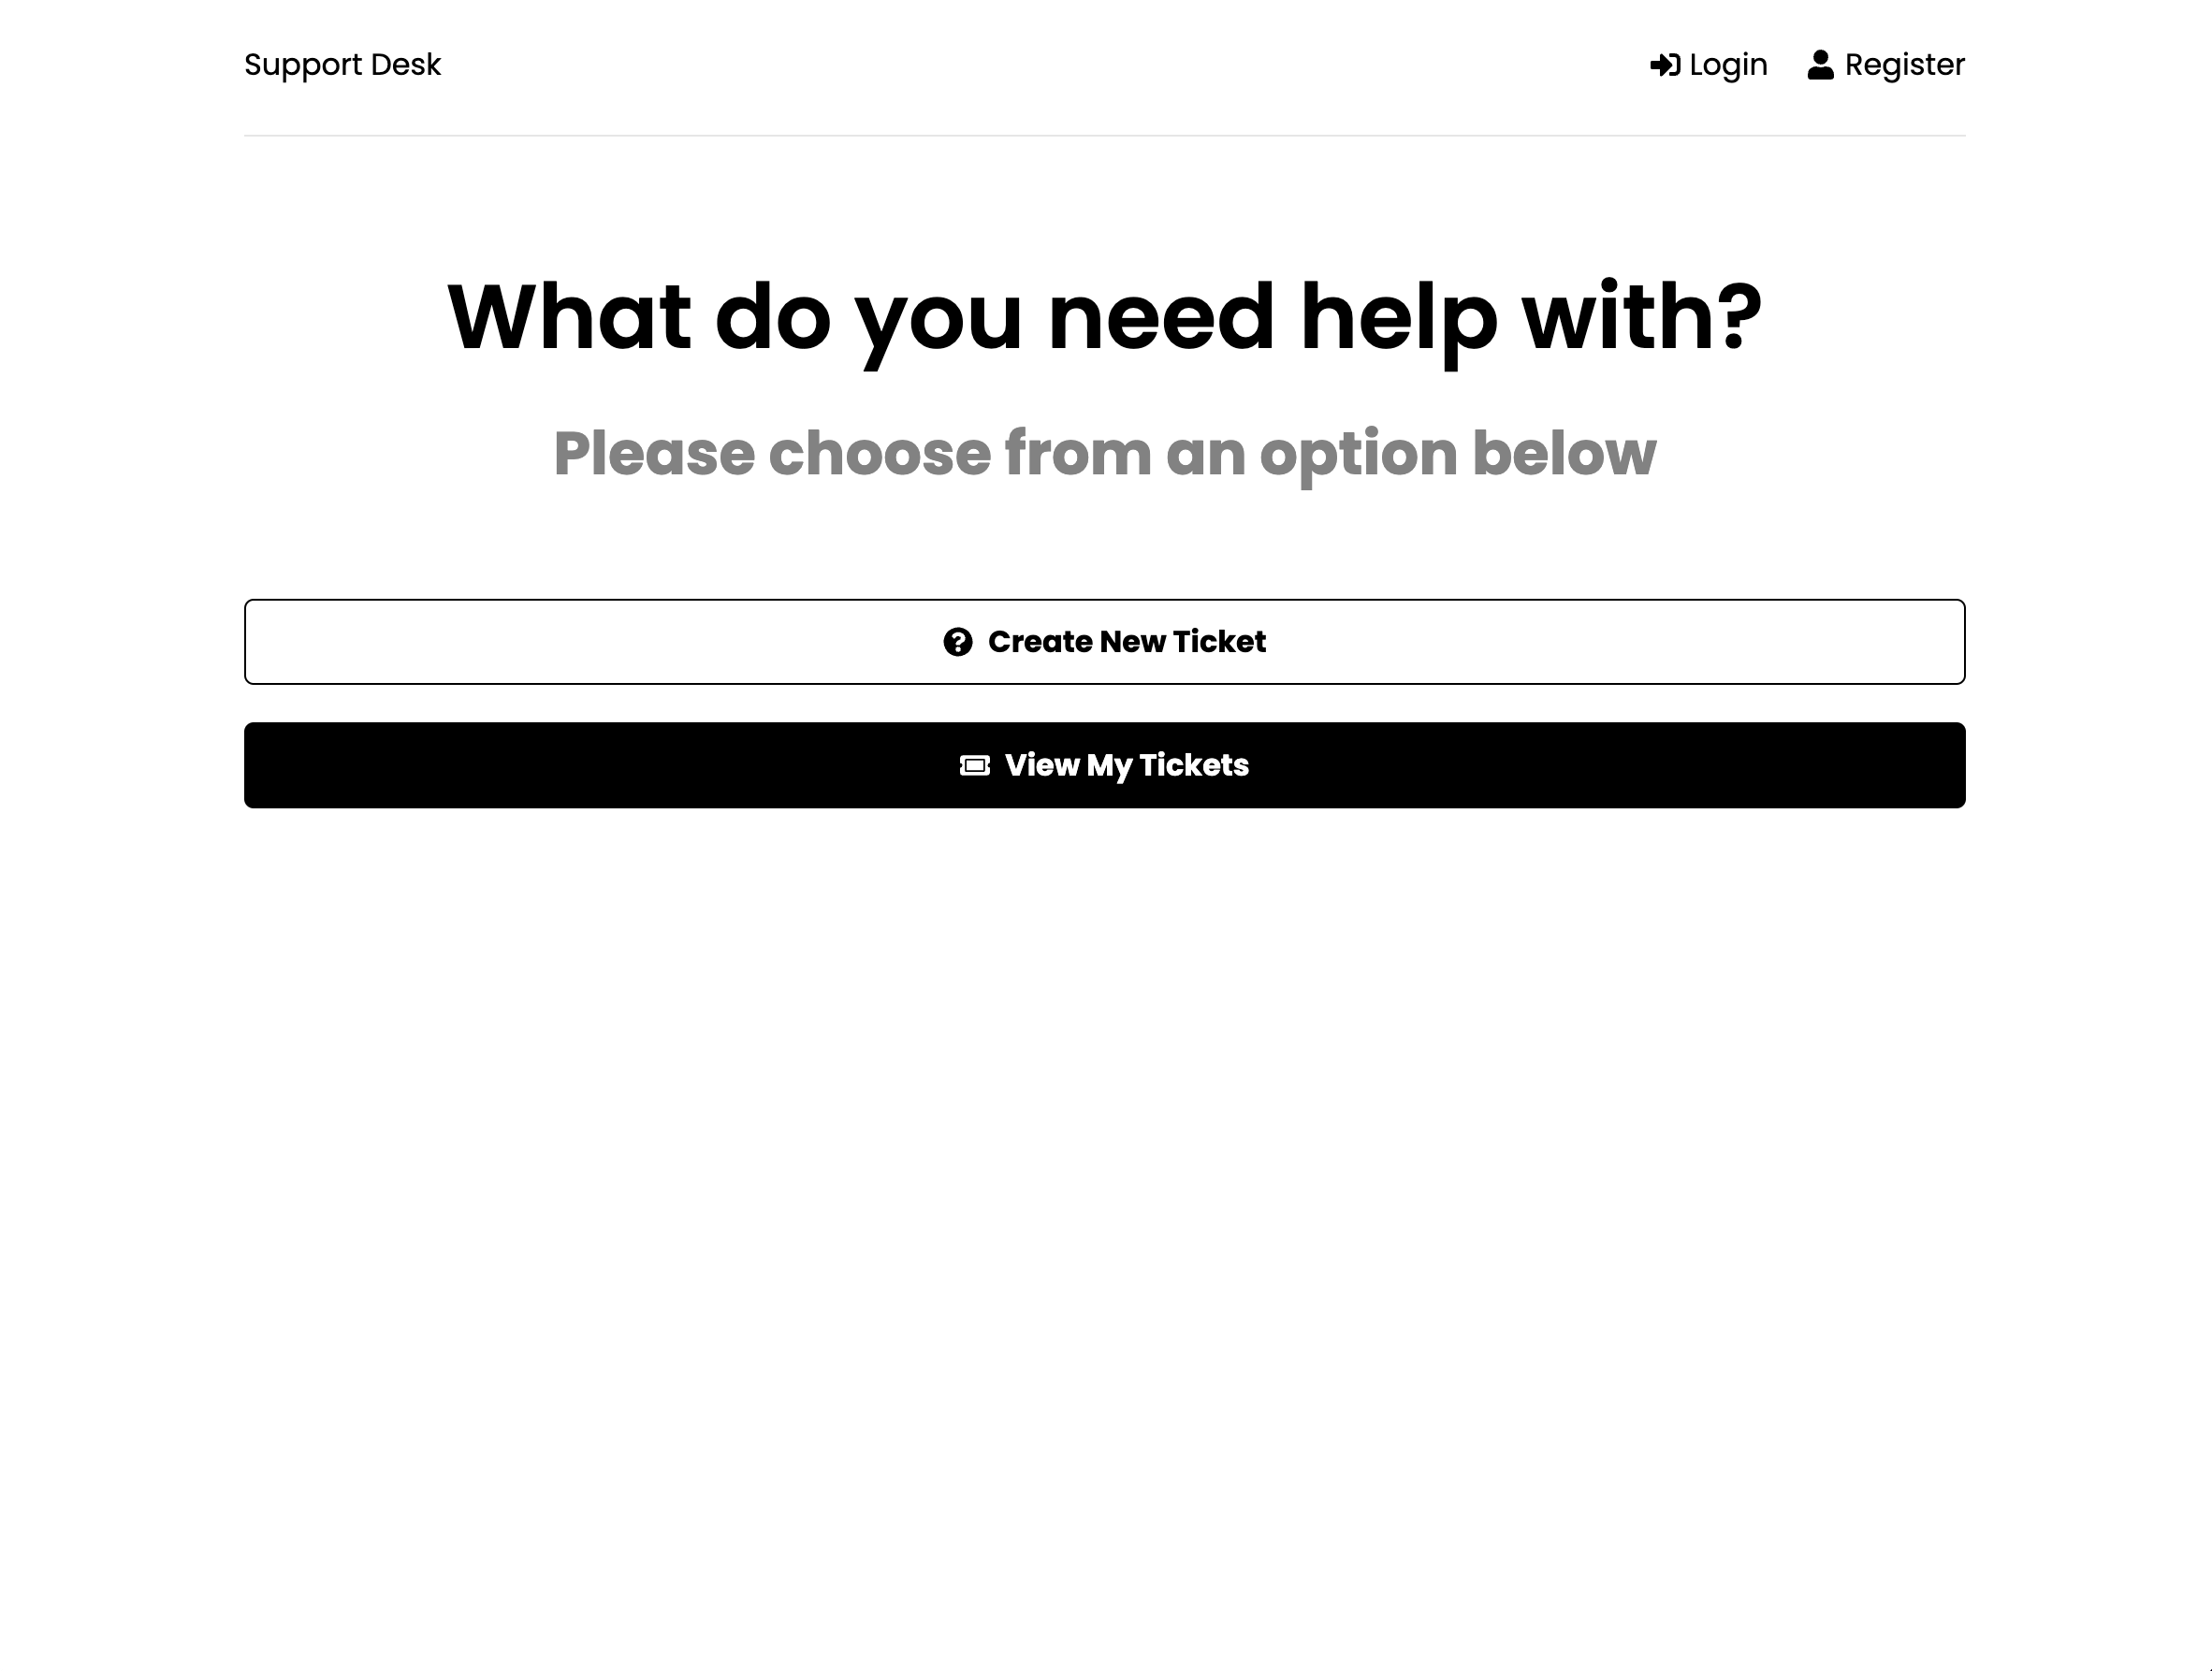 Support Desk
Login Register
What do you need help with?
Please choose from an option below
Create New Ticket
View My Tickets